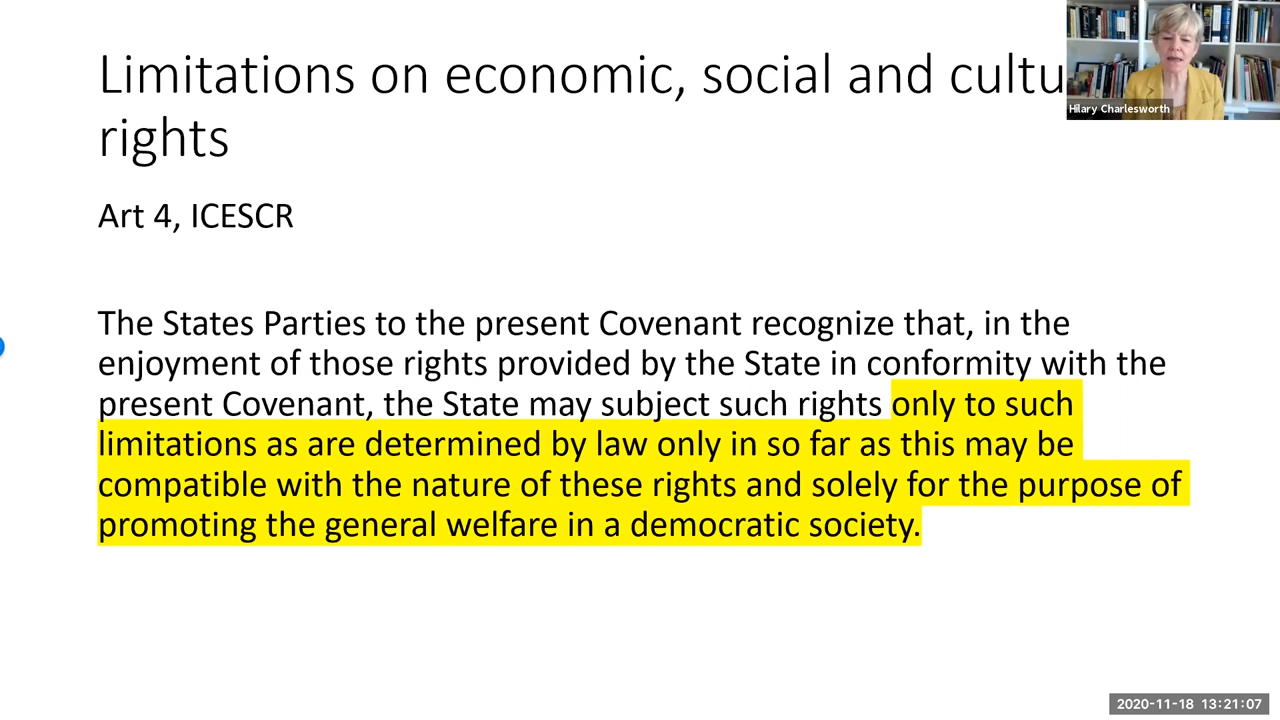 Limitations on economic, social and cultu
rights
Hilary Charlesworth
Art 4, ICESCR
The States Parties to the present Covenant recognize that, in the
enjoyment of those rights provided by the State in conformity with the
present Covenant, the State may subject such rights only to such
limitations as are determined by law only in so far as this may be
compatible with the nature of these rights and solely for the purpose of
promoting the general welfare in a democratic society.
2020-11-18 13:21:07